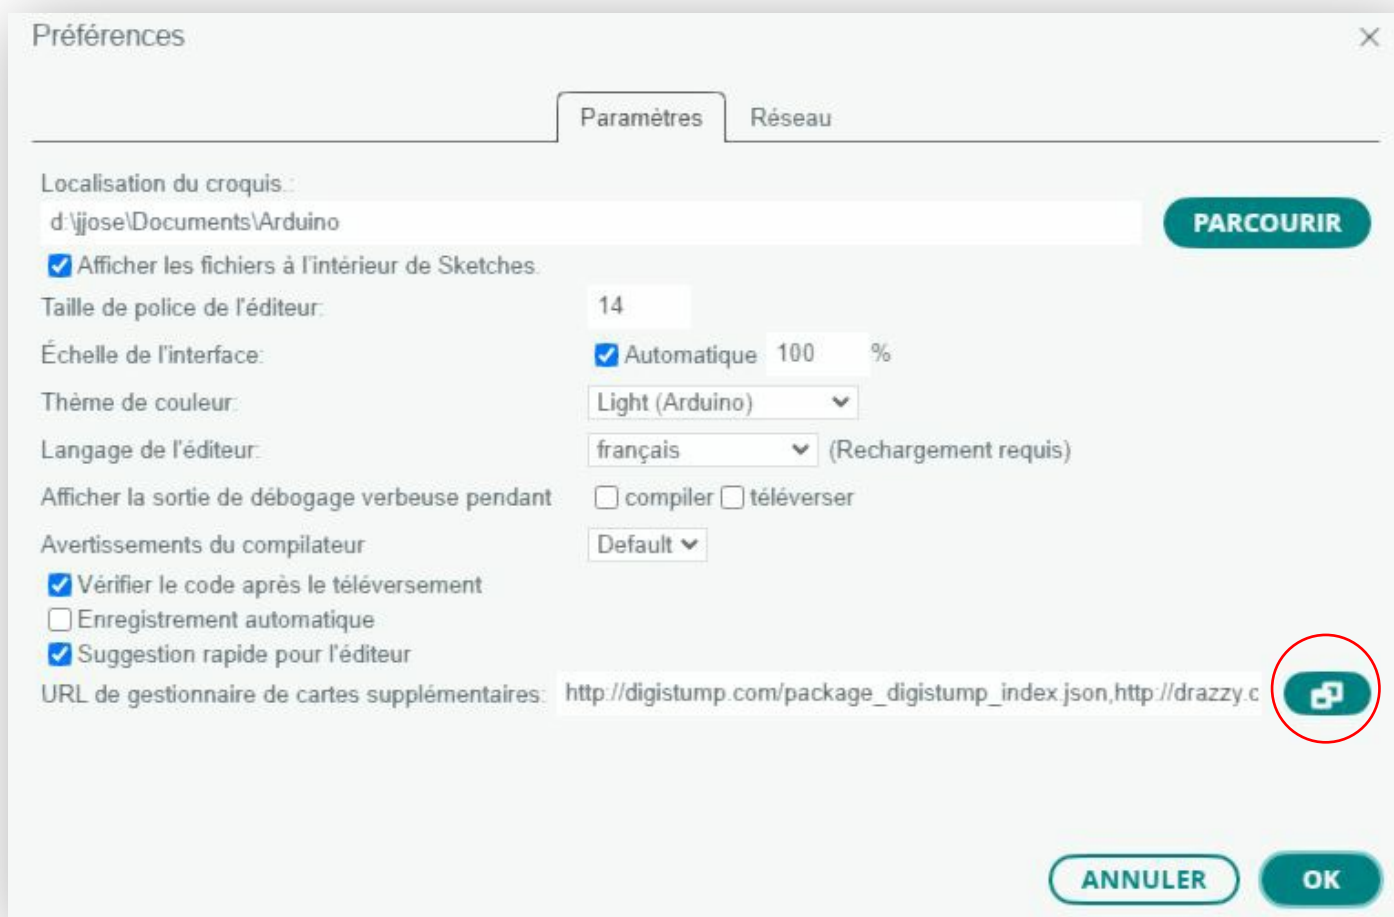 Préférences
Paramètres Réseau
Localisation du croquis.:
d:\jjose\Documents\Arduino PARCOURIR
Afficher les fichiers à l'intérieur de Sketches.
Taille de police de l'éditeur: 14
Échelle de l'interface: Automatique 100 %
Thème de couleur: Light (Arduino)
Langage de l'éditeur: français (Rechargement requis)
Afficher la sortie de débogage verbeuse pendant compiler téléverser
Avertissements du compilateur Default
Vérifier le code après le téléversement
Enregistrement automatique
Suggestion rapide pour l'éditeur
URL de gestionnaire de cartes supplémentaires: http://digistump.com/package_digistump_index.json,http://drazzy.c
ANNULER OK